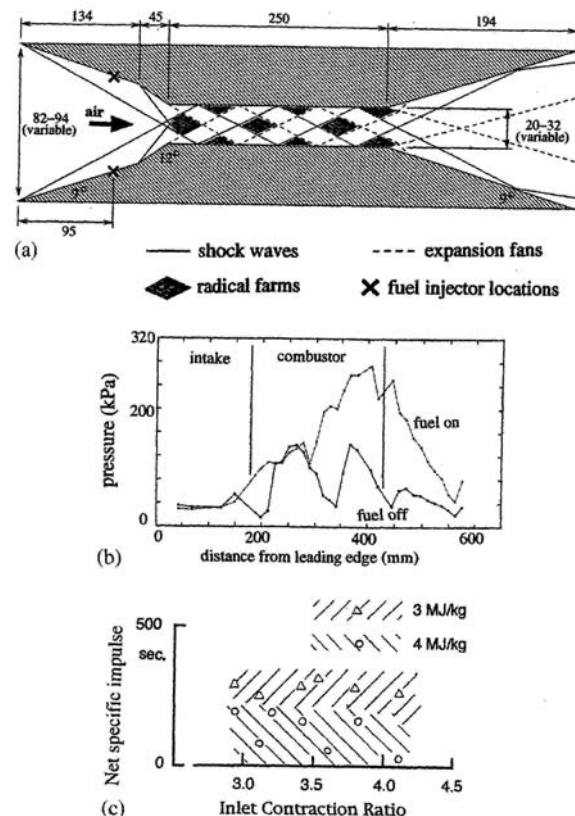 134 45 250 194
82–94
(variable)
air
20–32
(variable)
12°
9° 9°
95
(a)
shock waves expansion fans
radical farms fuel injector locations
320
intake combustor
pressure (kPa)
200
fuel on
fuel off
0
0 200 400 600
(b) distance from leading edge (mm)
3 MJ/kg
500
sec.
4 MJ/kg
Net specific impulse
0
3.0 3.5 4.0 4.5
(c) Inlet Contraction Ratio